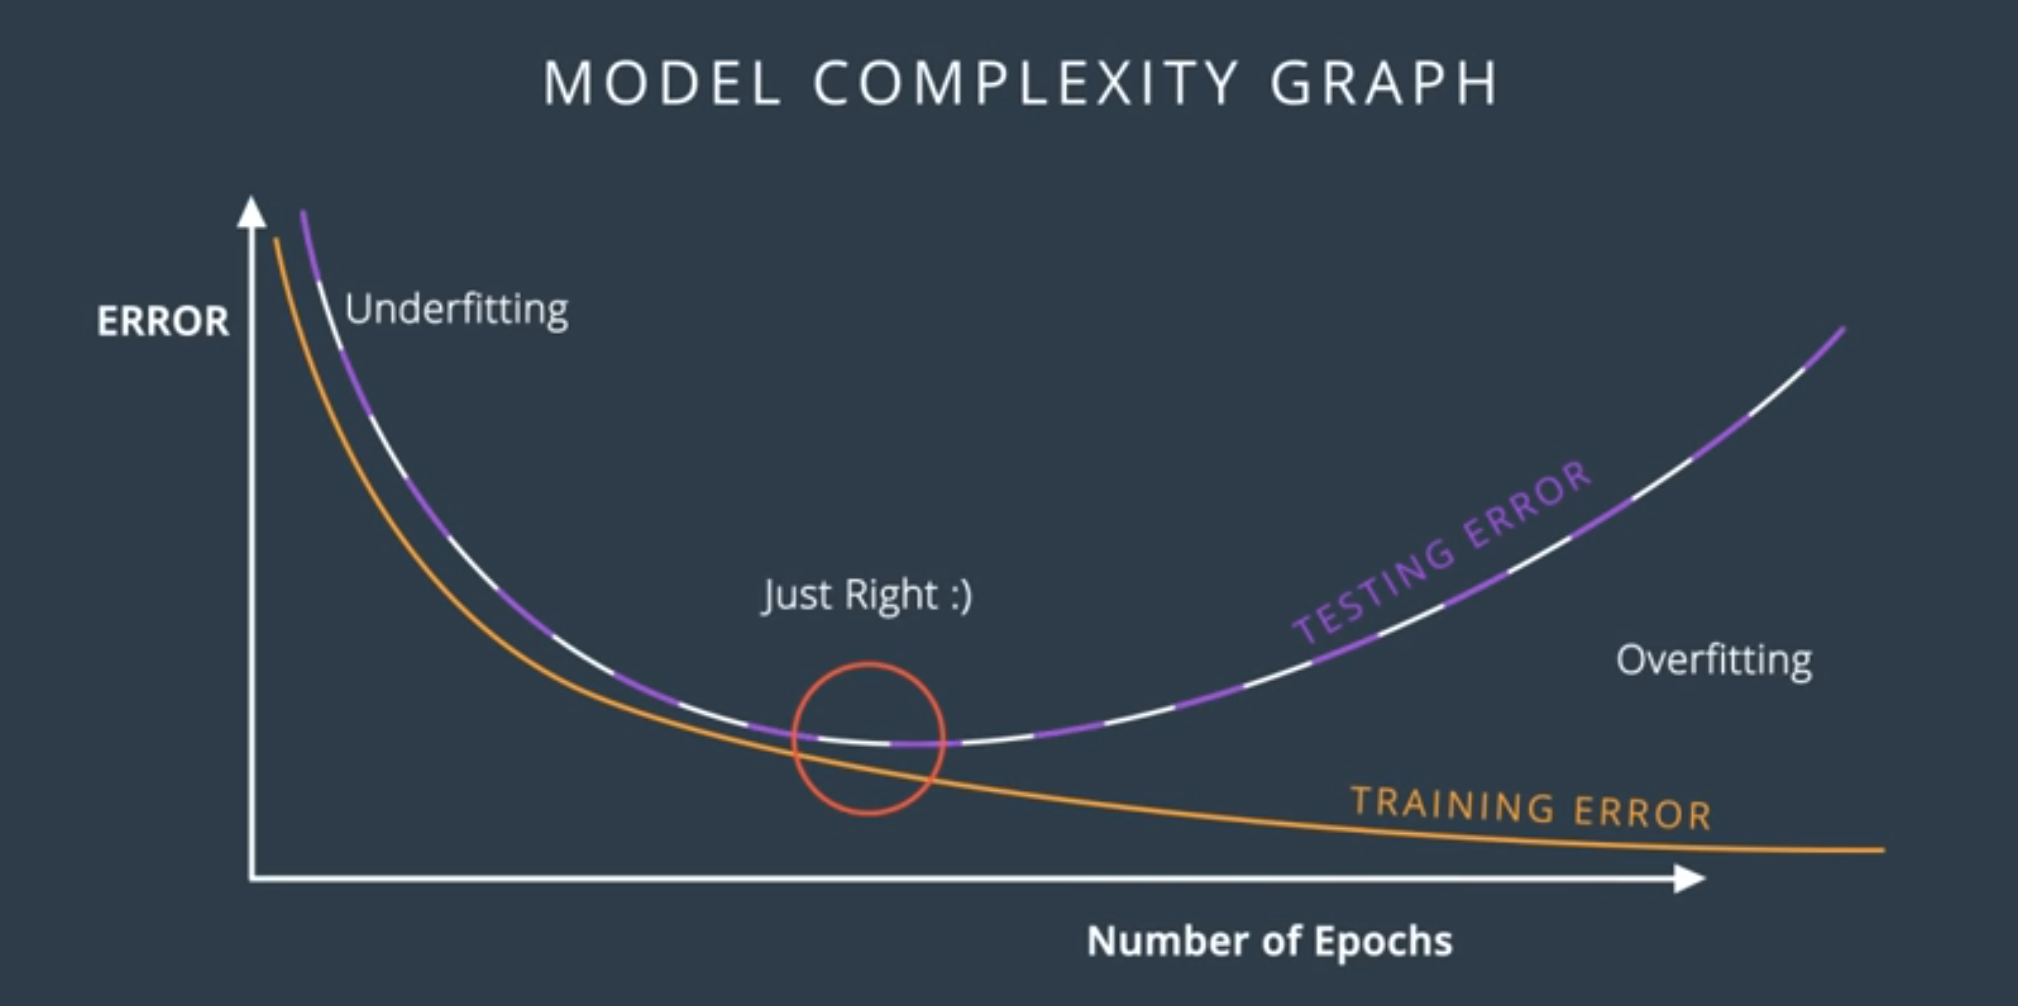 MODEL COMPLEXITY GRAPH
ERROR
Underfitting
Just Right :)
TESTING ERROR
Overfitting
TRAINING ERROR
Number of Epochs